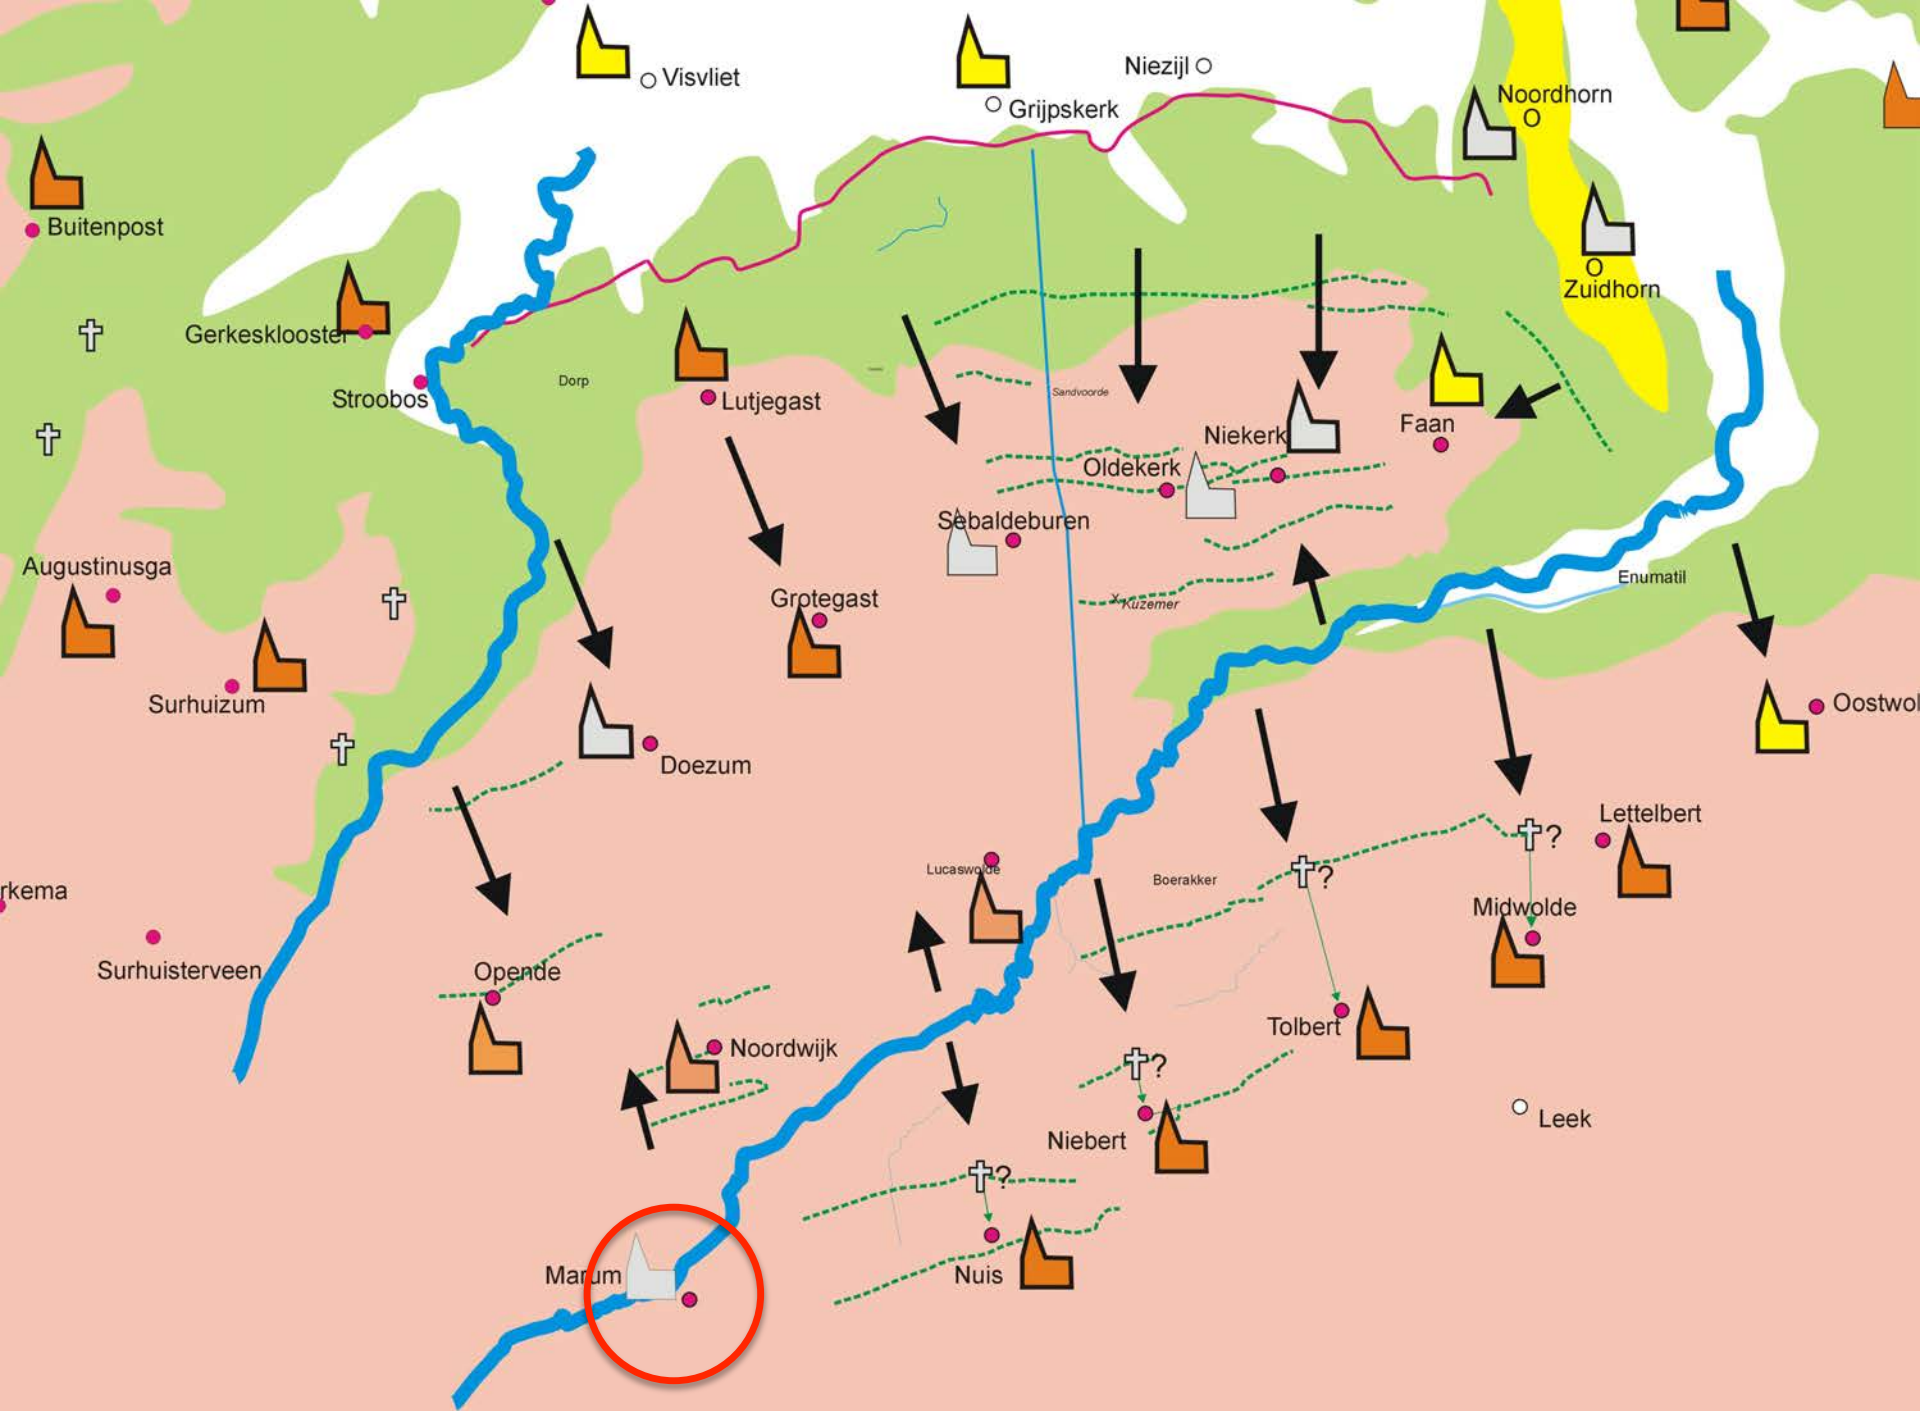 Visvliet
Niezijl
Grijpskerk
Noordhorn
Buitenpost
Zuidhorn
Gerkesklooster
Dorp
Stroobos
Lutjegast
Sandvoorde
Faan
Niekerk
Oldekerk
Sebaldeburen
Augustinusga
Enumatil
Grotegast
x Kuzemer
Surhuizum
Oostwol
Doezum
Lettelbert
?
Lucaswolde
Boerakker
?
rkema
Midwolde
Surhuisterveen
Opende
Tolbert
Noordwijk
?
Leek
Niebert
?
Marum
Nuis